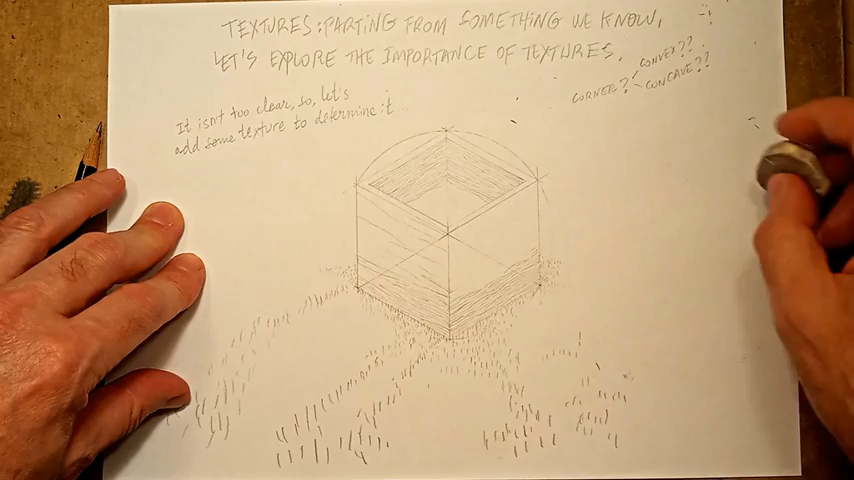 TEXTURES: PARTING FROM SOMETHING WE KNOW,
LET'S EXPLORE THE IMPORTANCE OF TEXTURES.
CORNER? CONVEX??
CONCAVE??
It isn't too clear, so, let's
add some texture to determine it...